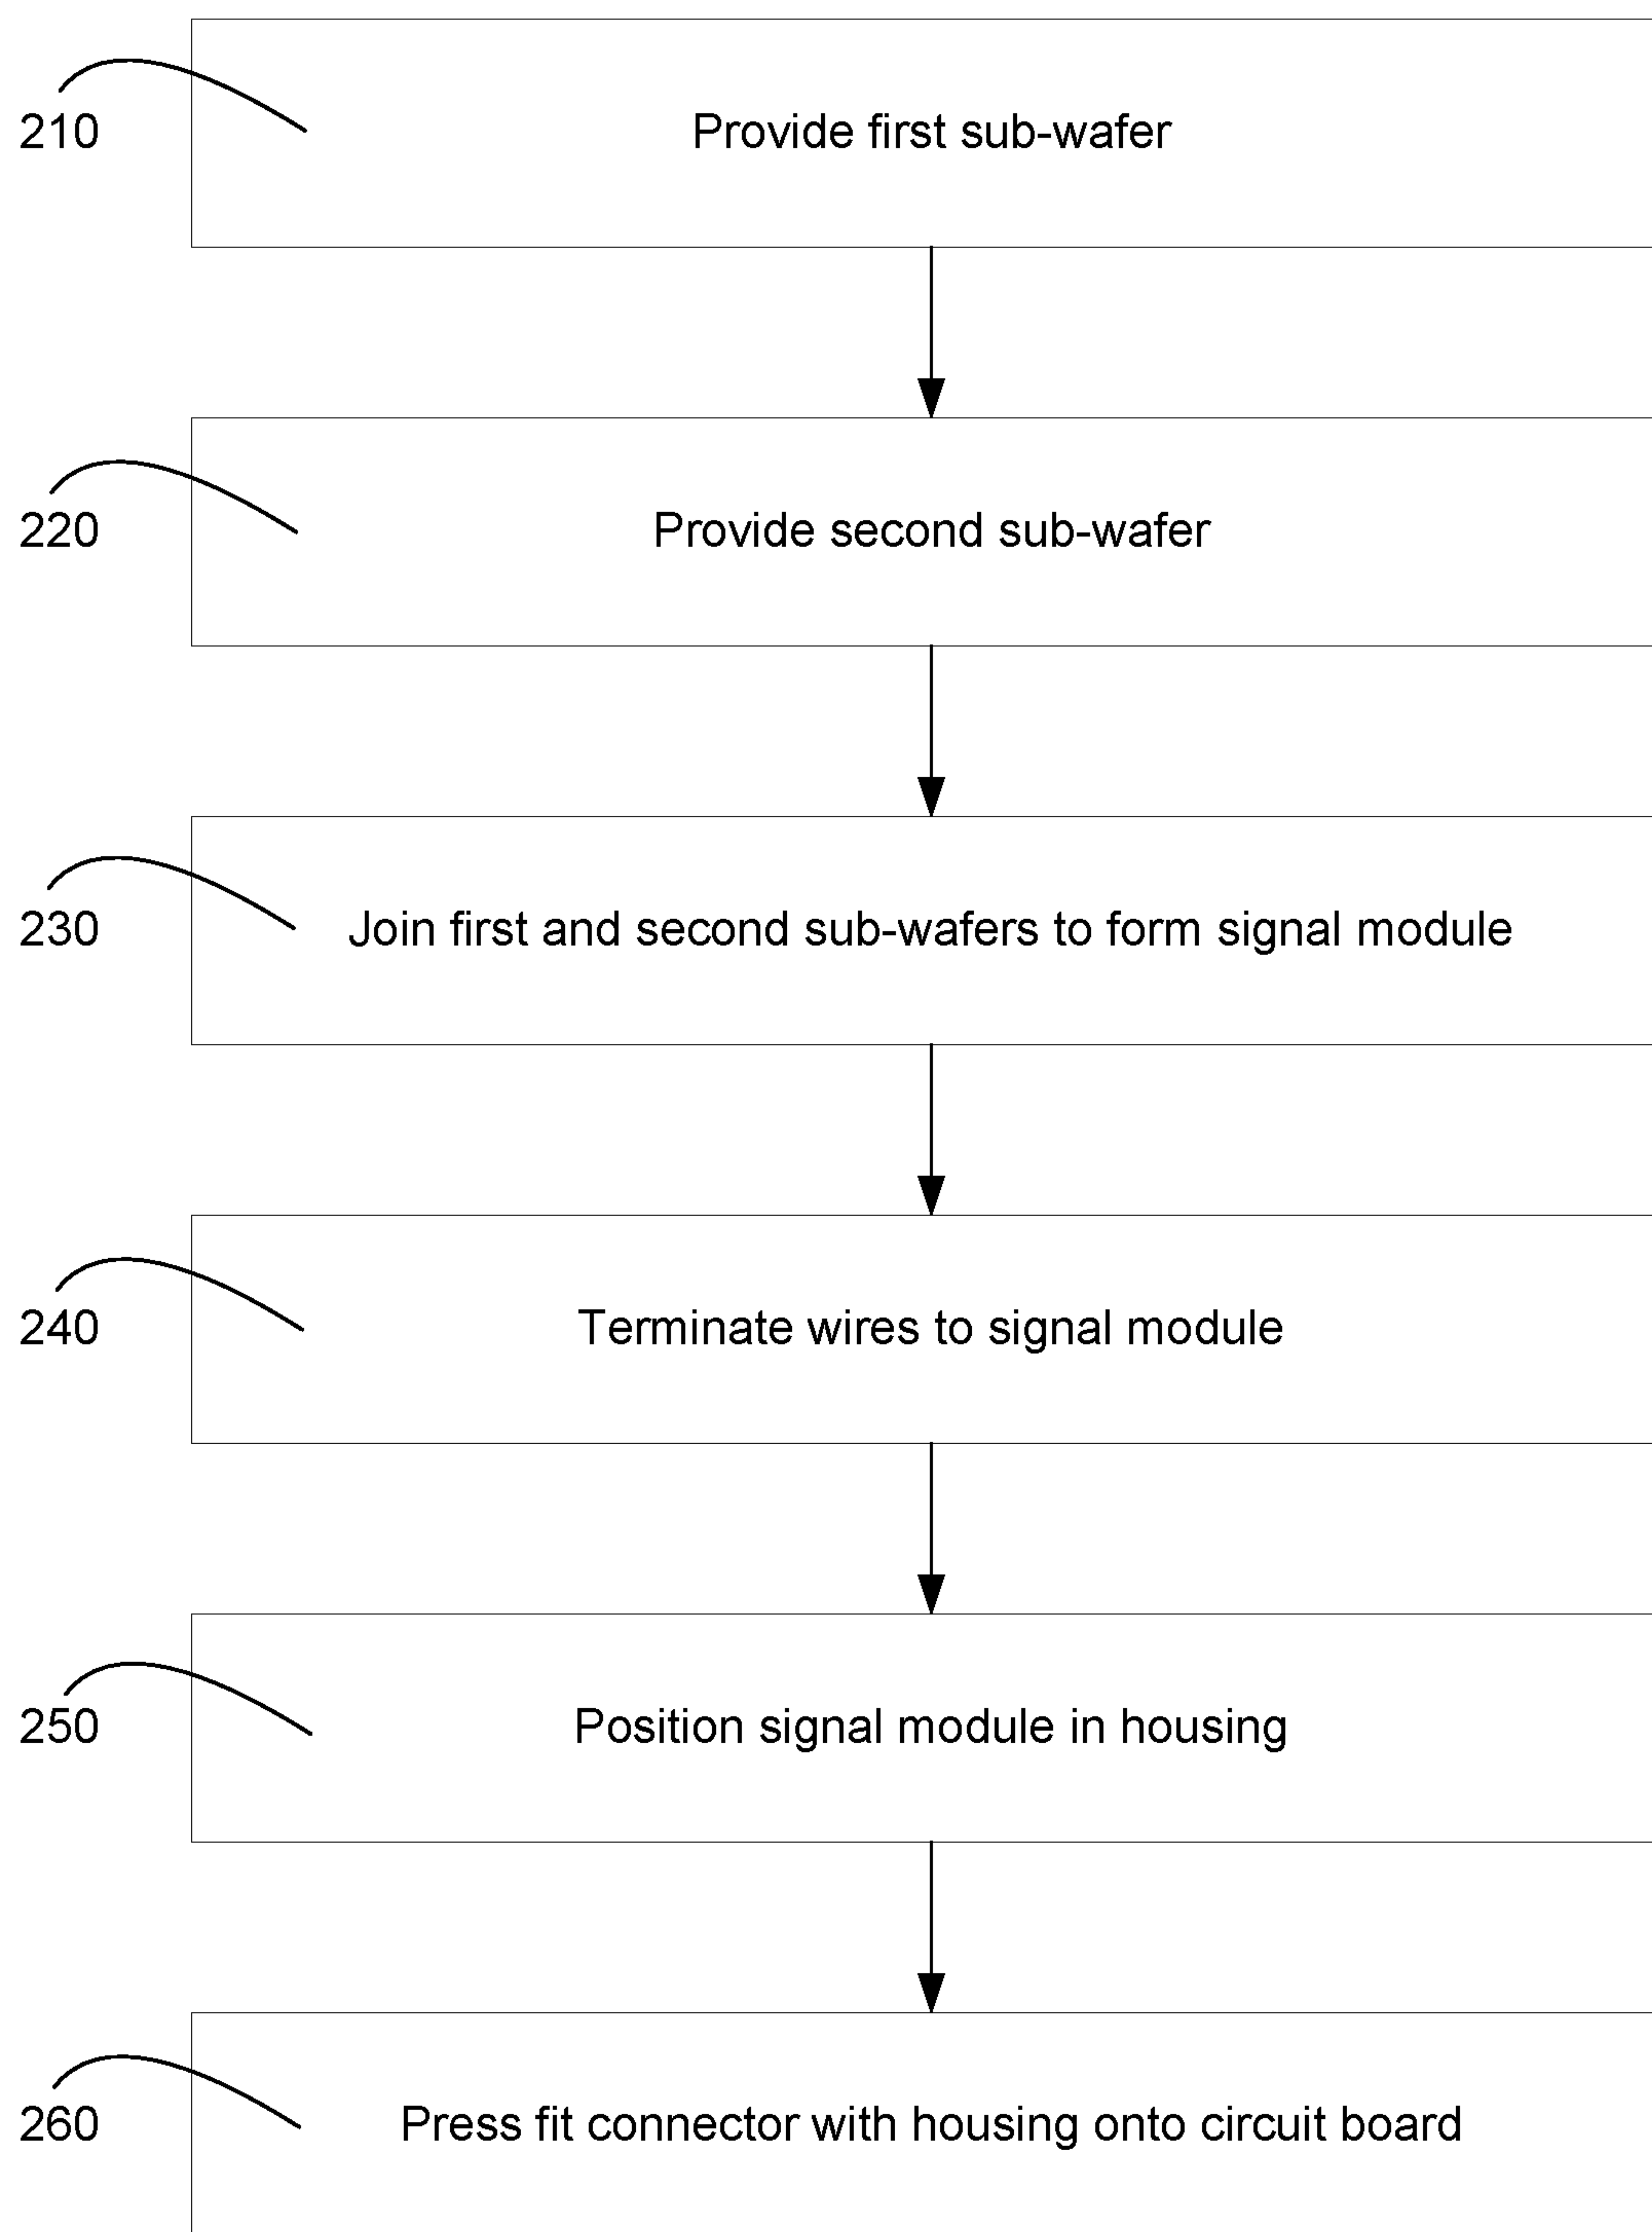 210
Provide first sub-wafer
220
Provide second sub-wafer
230
Join first and second sub-wafers to form signal module
240
Terminate wires to signal module
250
Position signal module in housing
260
Press fit connector with housing onto circuit board